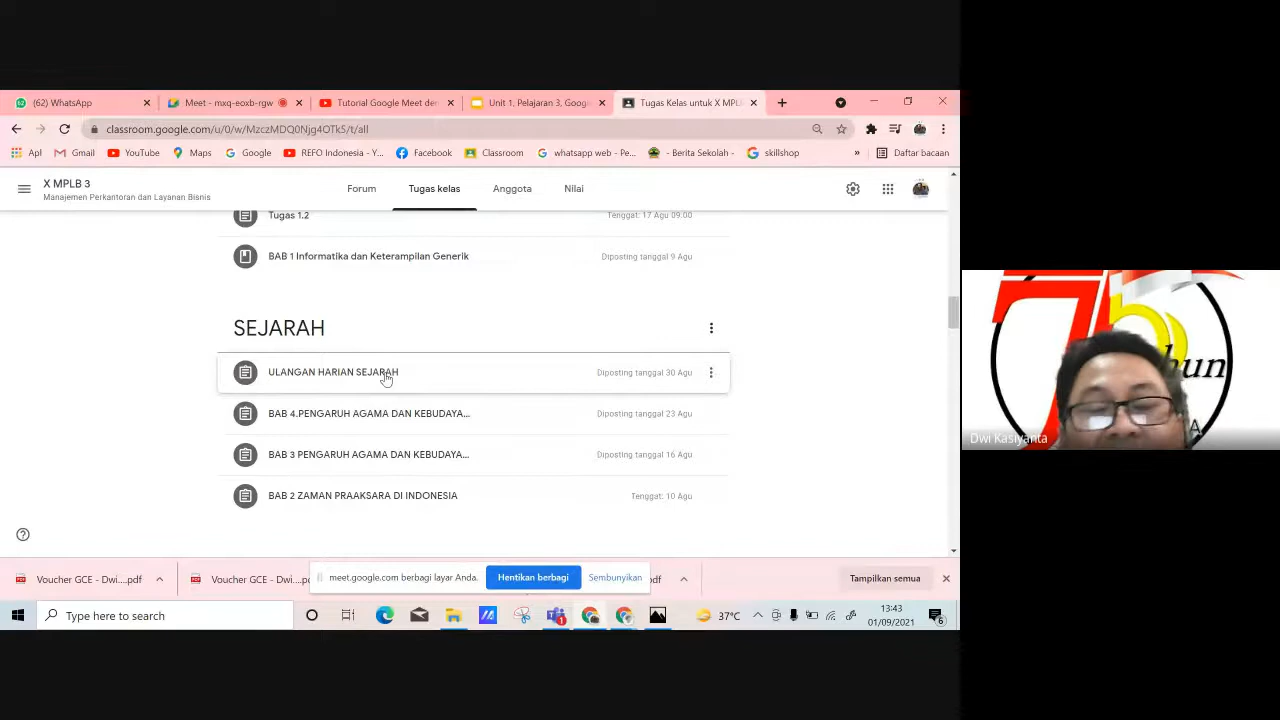 (62) WhatsApp
Meet - mxq-eoxb-rgw
Tutorial Google Meet der
Unit 1, Pelajaran 3, Goog
Tugas Kelas untuk X MPLI
classroom.google.com/u/0/w/MzczMDQ0Njg4OTk5/t/all
Apl Gmail YouTube Maps Google REFO Indonesia - Y... Facebook Classroom whatsapp web - Pe... - Berita Sekolah - skillshop » Daftar bacaan
X MPLB 3
Manajemen Perkantoran dan Layanan Bisnis
Forum Tugas kelas Anggota Nilai
Tugas 1.2 Tenggat: 17 Agu 09.00
BAB 1 Informatika dan Keterampilan Generik Diposting tanggal 9 Agu
SEJARAH
ULANGAN HARIAN SEJARAH Diposting tanggal 30 Agu
BAB 4.PENGARUH AGAMA DAN KEBUDAYA... Diposting tanggal 23 Agu
BAB 3 PENGARUH AGAMA DAN KEBUDAYA... Diposting tanggal 16 Agu
BAB 2 ZAMAN PRAAKSARA DI INDONESIA Tenggat: 10 Agu
7
hun
A
Dwi Kasiyanta
Voucher GCE - Dwi....pdf
Voucher GCE - Dwi....p
meet.google.com berbagi layar Anda. Hentikan berbagi Sembunyikan
pdf
Tampilkan semua
Type here to search
1
37°C
13:43
01/09/2021
6